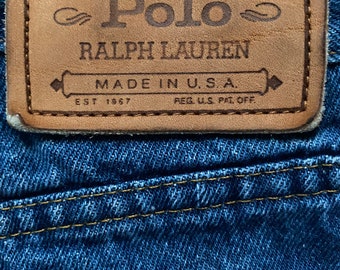 Polo
RALPH LAUREN
MADE IN U.S.A.
EST 1967 REG. U.S. PAT. OFF.